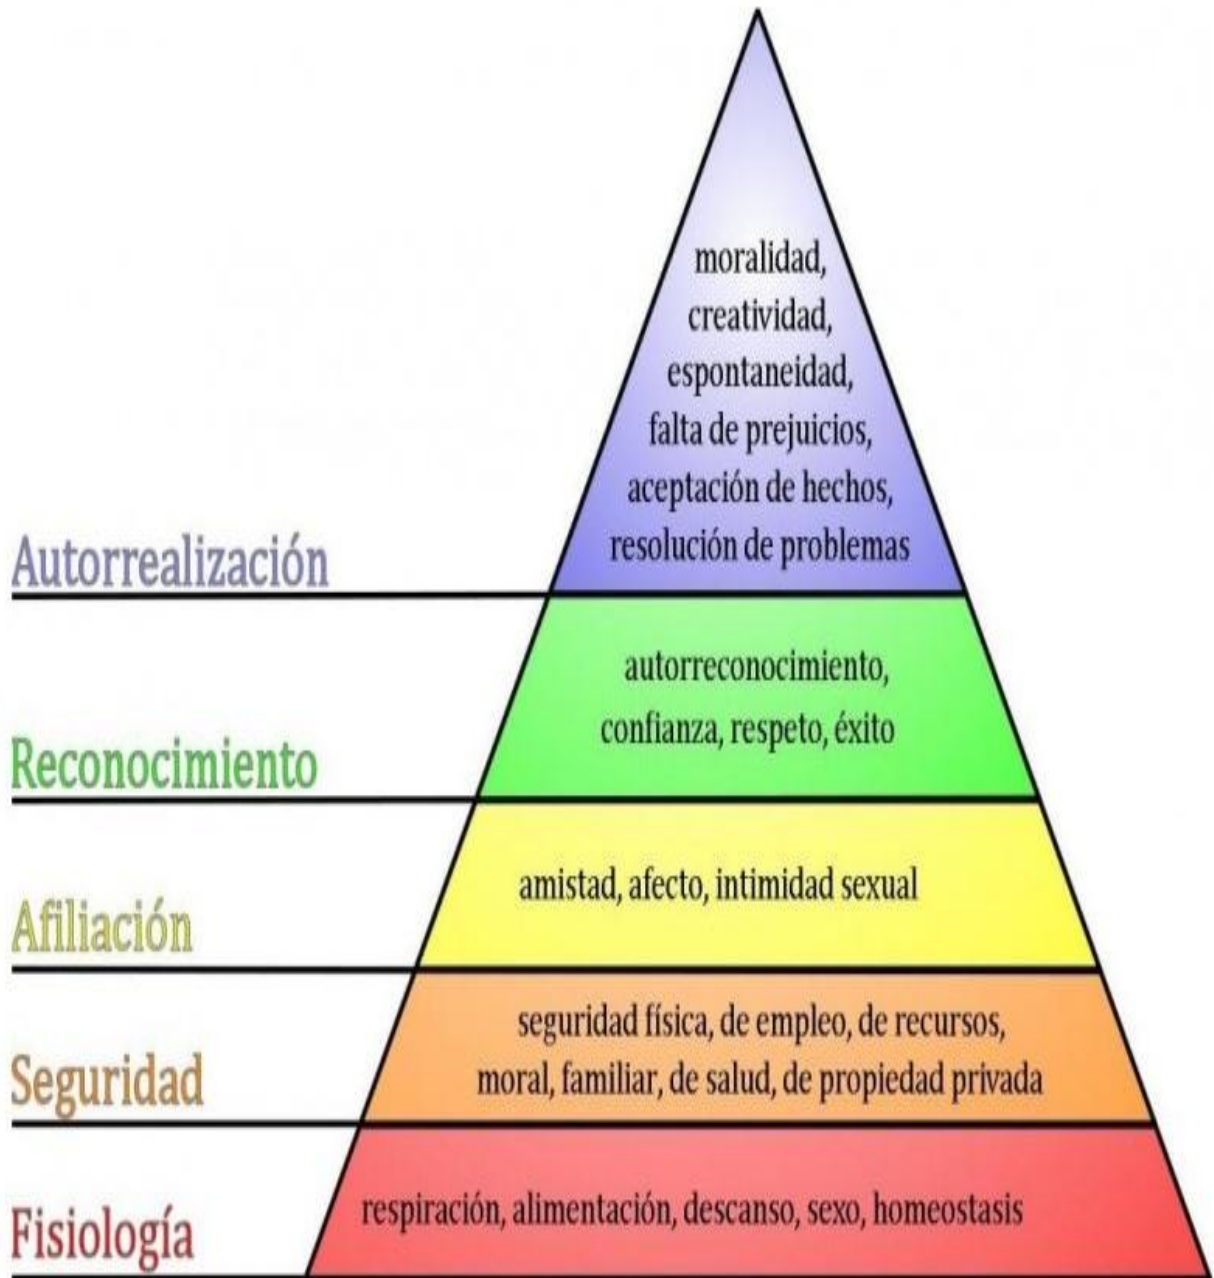 moralidad,
creatividad,
espontaneidad,
falta de prejuicios,
aceptación de hechos,
resolución de problemas
Autorrealización
autorreconocimiento,
confianza, respeto, éxito
Reconocimiento
amistad, afecto, intimidad sexual
Afiliación
seguridad física, de empleo, de recursos,
moral, familiar, de salud, de propiedad privada
Seguridad
respiración, alimentación, descanso, sexo, homeostasis
Fisiología